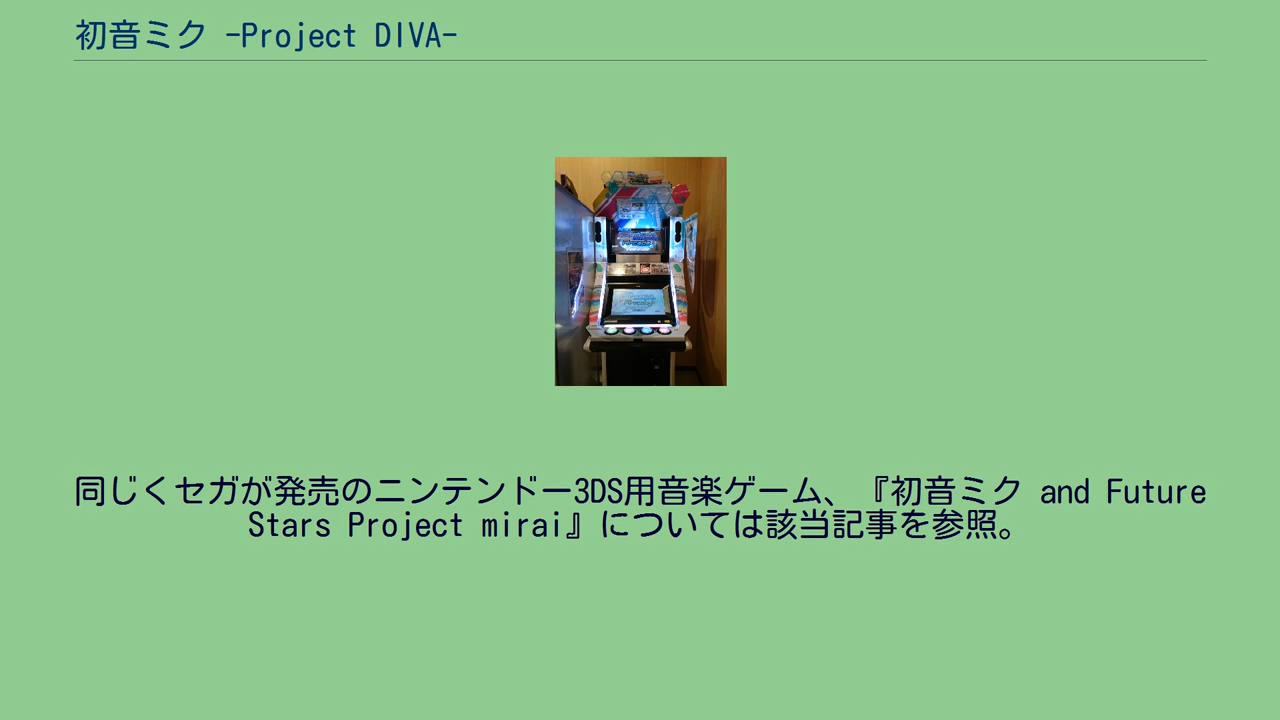 初音ミク -Project DIVA-
同じくセガが発売のニンテンドー3DS用音楽ゲーム、『初音ミク and Future
Stars Project mirai』については該当記事を参照。